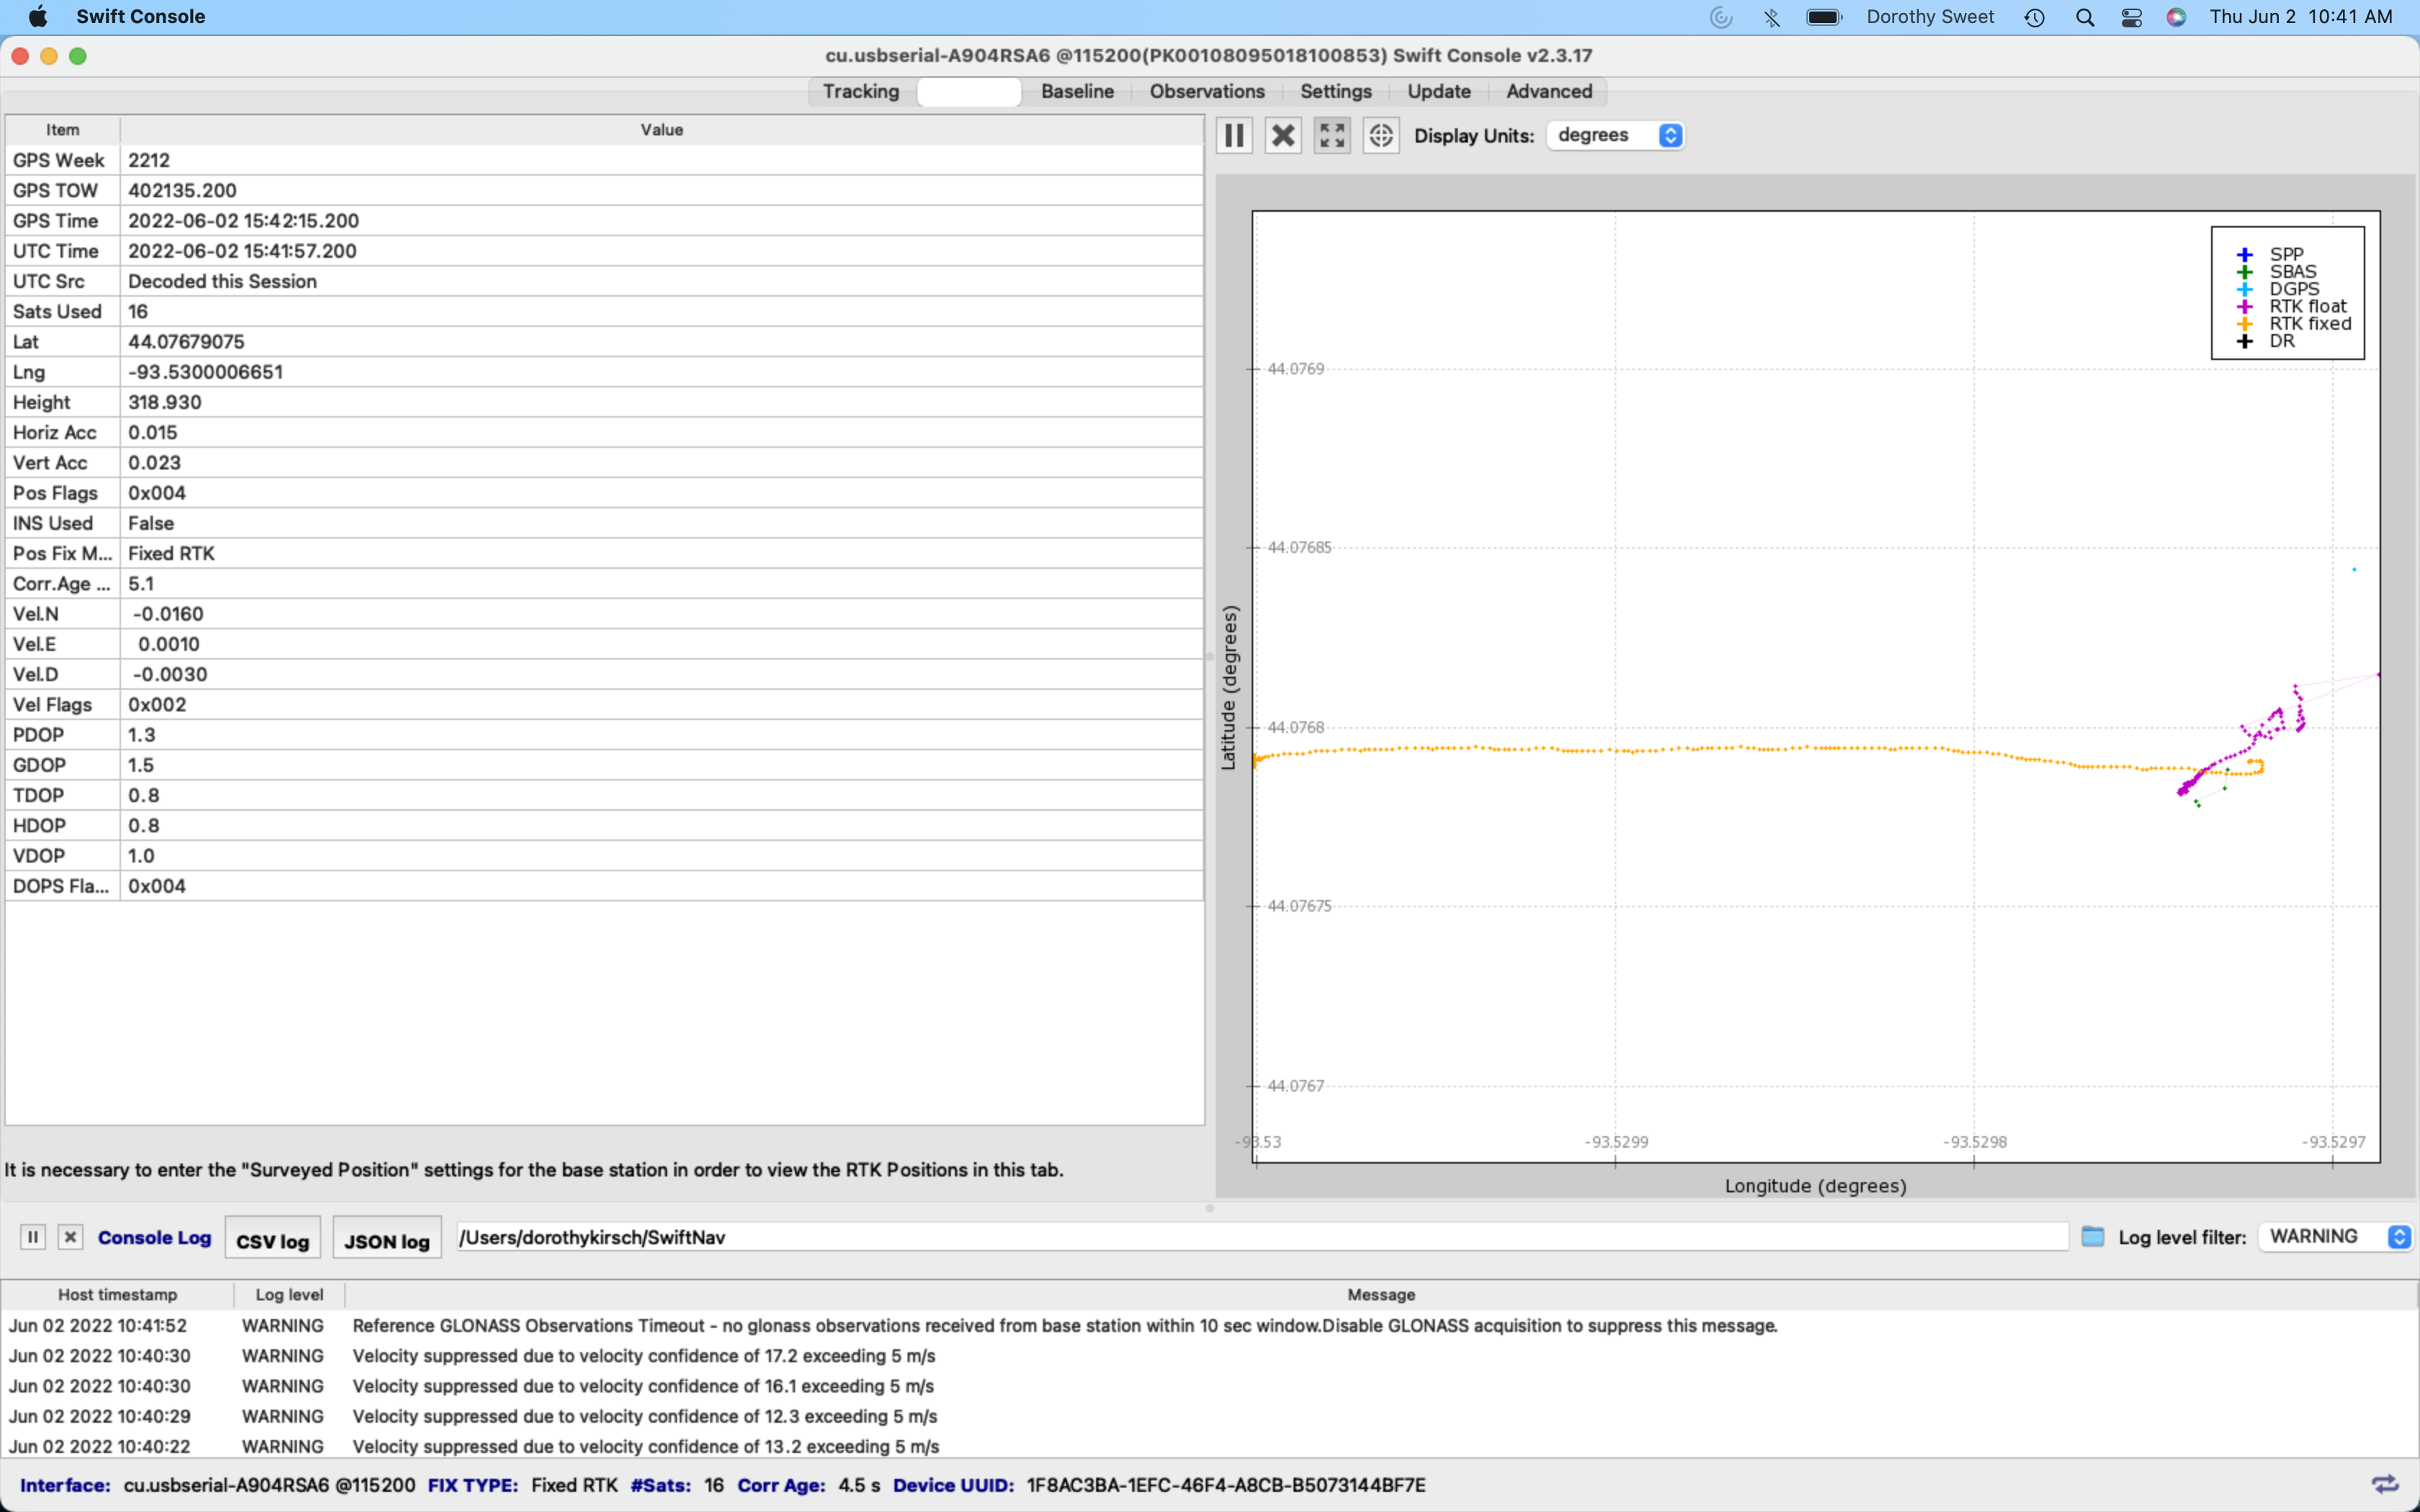 Swift Console
Dorothy Sweet
Thu Jun 2 10:41 AM
cu.usbserial-A904RSA6 @115200(PK00108095018100853) Swift Console v2.3.17
Tracking Baseline Observations Settings Update Advanced
Item Value
GPS Week 2212
GPS TOW 402135.200
GPS Time 2022-06-02 15:42:15.200
UTC Time 2022-06-02 15:41:57.200
UTC Src Decoded this Session
Sats Used 16
Lat 44.07679075
Lng -93.5300006651
Height 318.930
Horiz Acc 0.015
Vert Acc 0.023
Pos Flags 0x004
INS Used False
Pos Fix M... Fixed RTK
Corr.Age ... 5.1
Vel.N -0.0160
Vel.E 0.0010
Vel.D -0.0030
Vel Flags 0x002
PDOP 1.3
GDOP 1.5
TDOP 0.8
HDOP 0.8
VDOP 1.0
DOPS Fla... 0x004
It is necessary to enter the "Surveyed Position" settings for the base station in order to view the RTK Positions in this tab.
Display Units: degrees
SPP
SBAS
DGPS
RTK float
RTK fixed
DR
44.0769
44.07685
44.0768
44.07675
44.0767
Latitude (degrees)
-93.53 -93.5299 -93.5298 -93.5297
Longitude (degrees)
Console Log CSV log JSON log /Users/dorothykirsch/SwiftNav Log level filter: WARNING
Host timestamp Log level Message
Jun 02 2022 10:41:52 WARNING Reference GLONASS Observations Timeout - no glonass observations received from base station within 10 sec window.Disable GLONASS acquisition to suppress this message.
Jun 02 2022 10:40:30 WARNING Velocity suppressed due to velocity confidence of 17.2 exceeding 5 m/s
Jun 02 2022 10:40:30 WARNING Velocity suppressed due to velocity confidence of 16.1 exceeding 5 m/s
Jun 02 2022 10:40:29 WARNING Velocity suppressed due to velocity confidence of 12.3 exceeding 5 m/s
Jun 02 2022 10:40:22 WARNING Velocity suppressed due to velocity confidence of 13.2 exceeding 5 m/s
Interface: cu.usbserial-A904RSA6 @115200 FIX TYPE: Fixed RTK #Sats: 16 Corr Age: 4.5 s Device UUID: 1F8AC3BA-1EFC-46F4-A8CB-B5073144BF7E